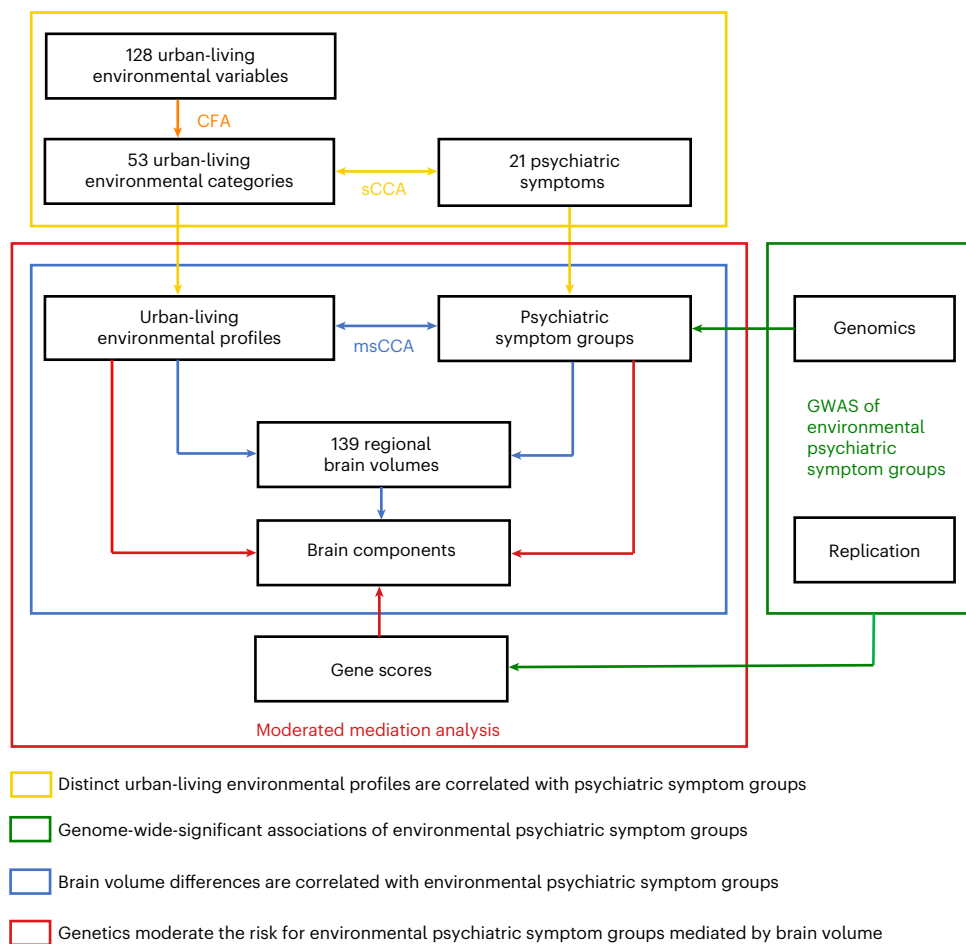 128 urban-living
environmental variables
CFA
53 urban-living
environmental categories
sCCA
21 psychiatric
symptoms
Urban-living
environmental profiles
msCCA
Psychiatric
symptom groups
Genomics
GWAS of
environmental
psychiatric
symptom groups
139 regional
brain volumes
Brain components
Replication
Gene scores
Moderated mediation analysis
Distinct urban-living environmental profiles are correlated with psychiatric symptom groups
Genome-wide-significant associations of environmental psychiatric symptom groups
Brain volume differences are correlated with environmental psychiatric symptom groups
Genetics moderate the risk for environmental psychiatric symptom groups mediated by brain volume